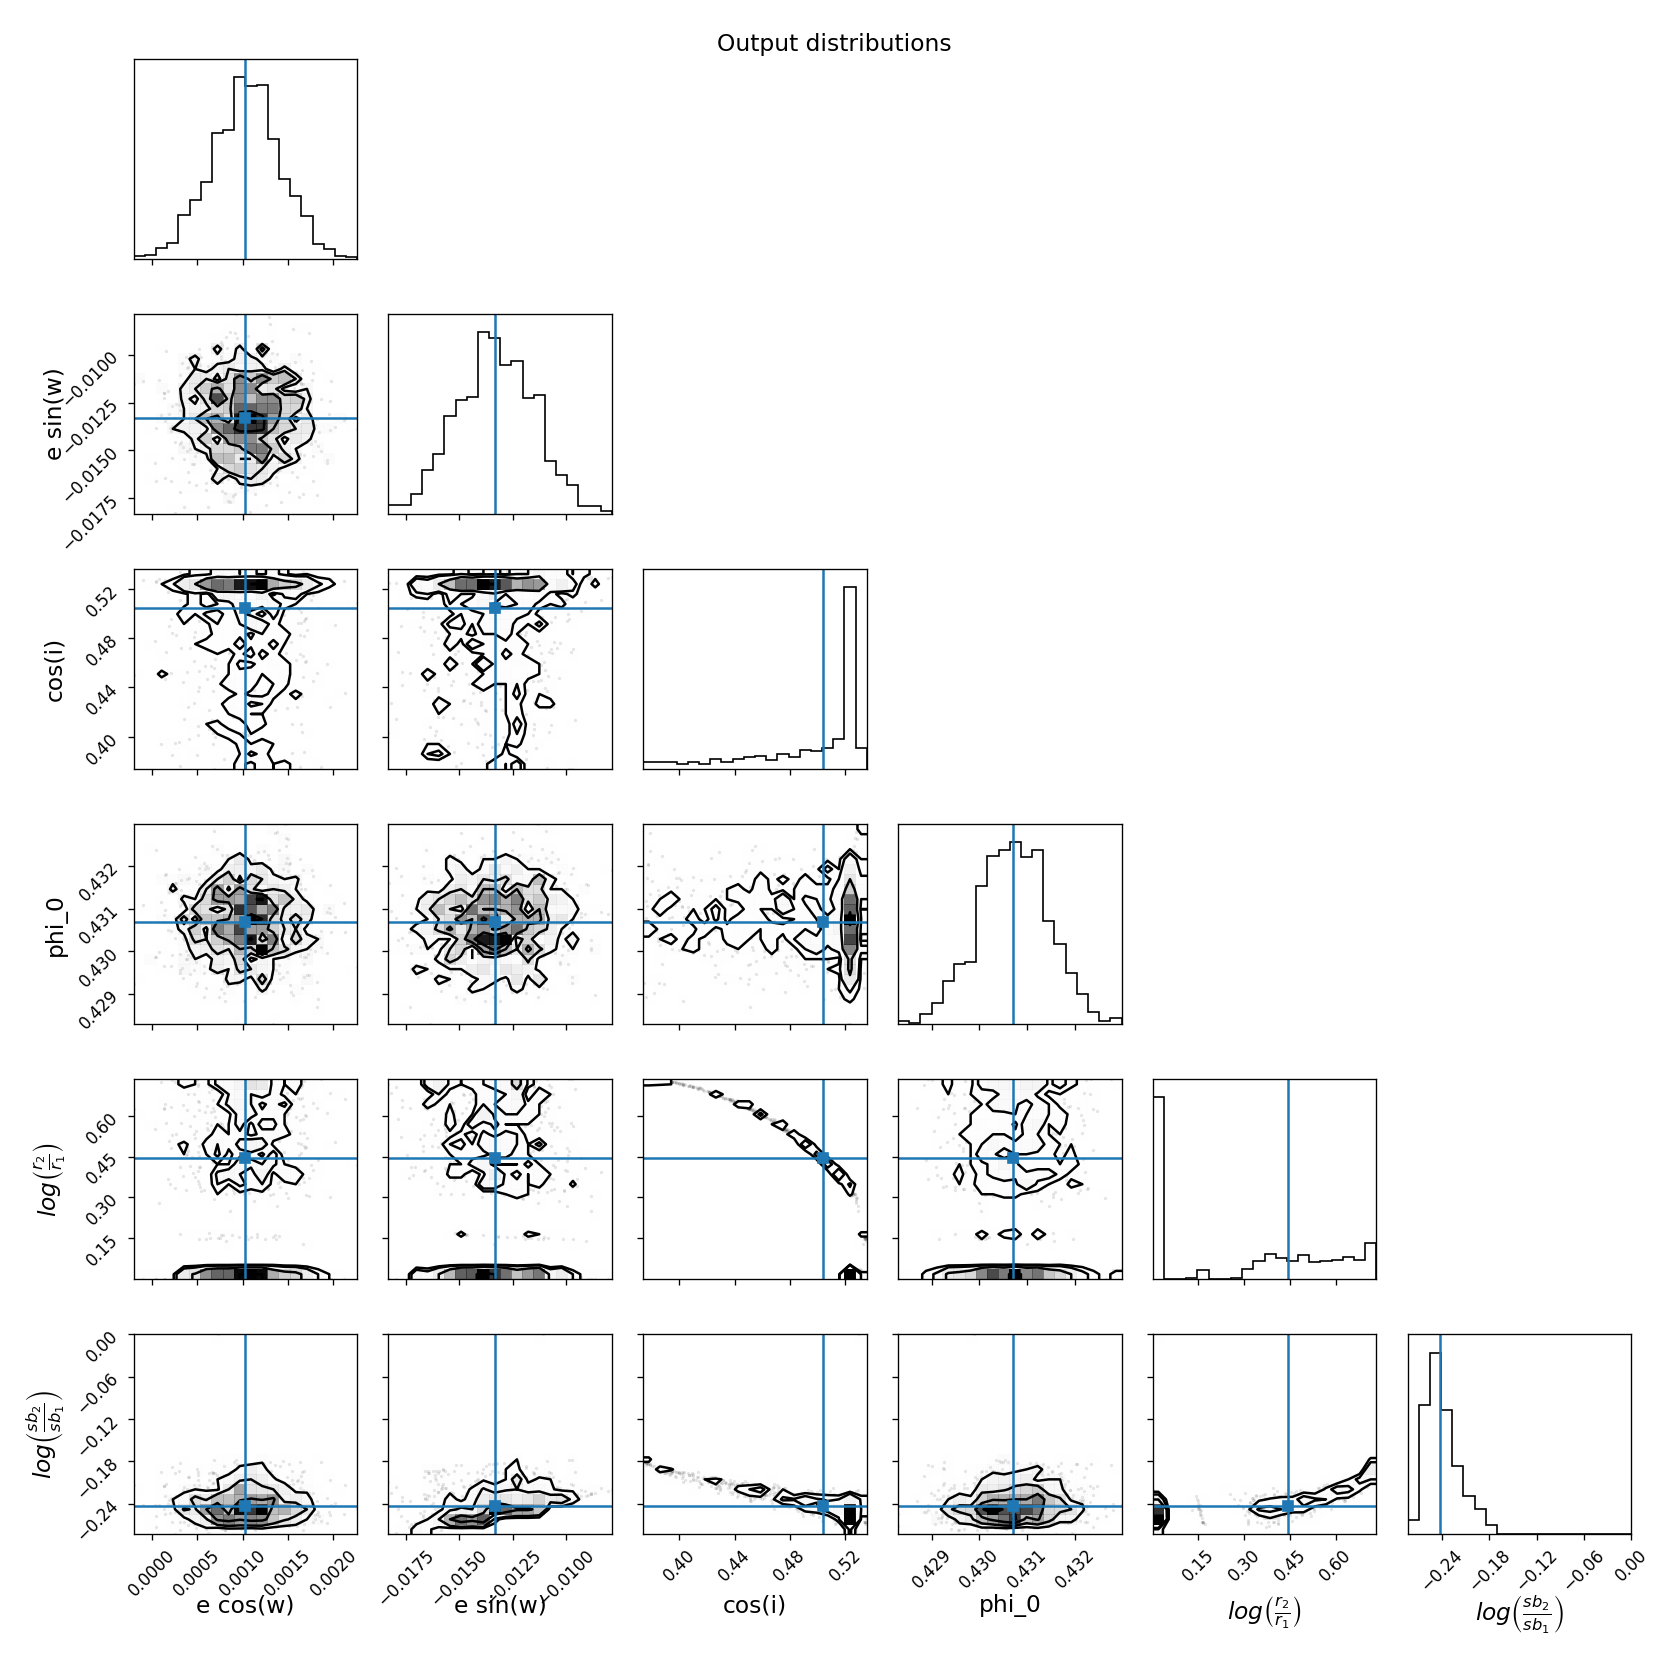 Output distributions
e sin(w)
−0.0100
−0.0125
−0.0150
−0.0175
cos(i)
0.52
0.48
0.44
0.40
phi_0
0.432
0.431
0.430
0.429
log(r₂/r₁)
0.60
0.45
0.30
0.15
log(sb₂/sb₁)
0.00
−0.06
−0.12
−0.18
−0.24
0.0000 0.0005 0.0010 0.0015 0.0020
−0.0175 −0.0150 −0.0125 −0.0100
0.40 0.44 0.48 0.52
0.429 0.430 0.431 0.432
0.15 0.30 0.45 0.60
−0.24 −0.18 −0.12 −0.06 0.00
e cos(w) e sin(w) cos(i) phi_0 log(r₂/r₁) log(sb₂/sb₁)